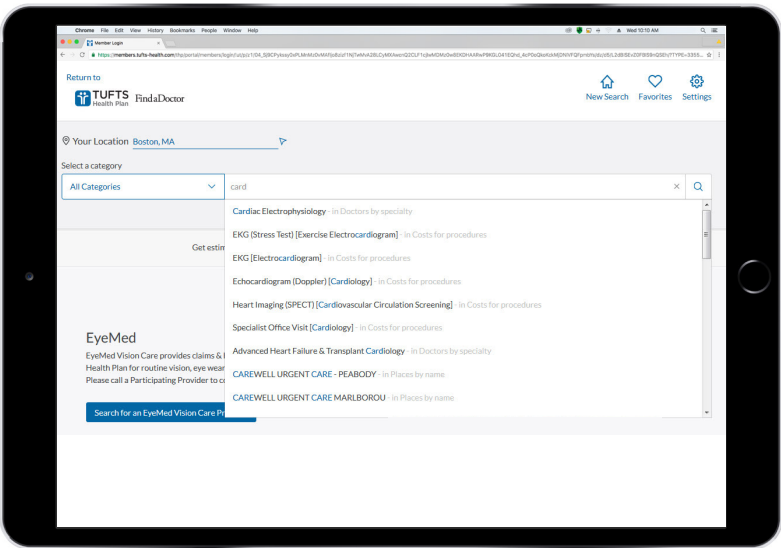 Chrome File Edit View History Bookmarks People Window Help
Wed 10:10 AM
Member Login
Return to
TUFTS
Health Plan
FindaDoctor
New Search Favorites Settings
Your Location Boston, MA
Select a category
All Categories
card
Cardiac Electrophysiology - in Doctors by specialty
EKG (Stress Test) [Exercise Electrocardiogram] - in Costs for procedures
Get estim
EKG [Electrocardiogram] - in Costs for procedures
Echocardiogram (Doppler) [Cardiology] - in Costs for procedures
Heart Imaging (SPECT) [Cardiovascular Circulation Screening] - in Costs for procedures
Specialist Office Visit [Cardiology] - in Costs for procedures
Advanced Heart Failure & Transplant Cardiology - in Doctors by specialty
CAREWELL URGENT CARE - PEABODY - in Places by name
CAREWELL URGENT CARE MARLBOROU - in Places by name
EyeMed
EyeMed Vision Care provides claims &
Health Plan for routine vision, eye wear
Please call a Participating Provider to co
Search for an EyeMed Vision Care Pr